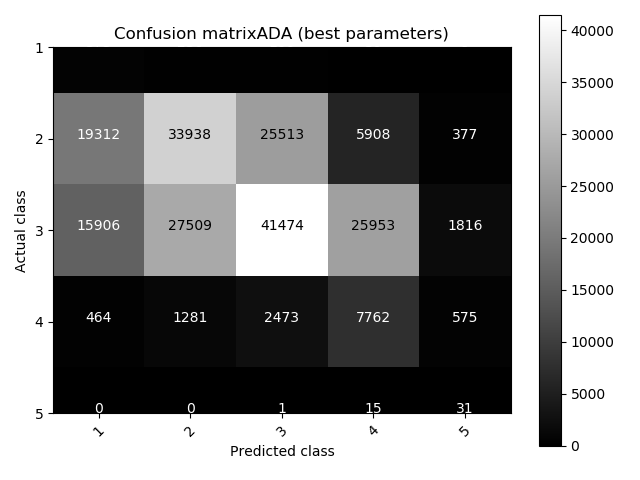 Confusion matrixADA (best parameters)
1
2
3
4
5
Actual class
19312 33938 25513 5908 377
15906 27509 41474 25953 1816
464 1281 2473 7762 575
0 0 1 15 31
1 2 3 4 5
Predicted class
40000
35000
30000
25000
20000
15000
10000
5000
0